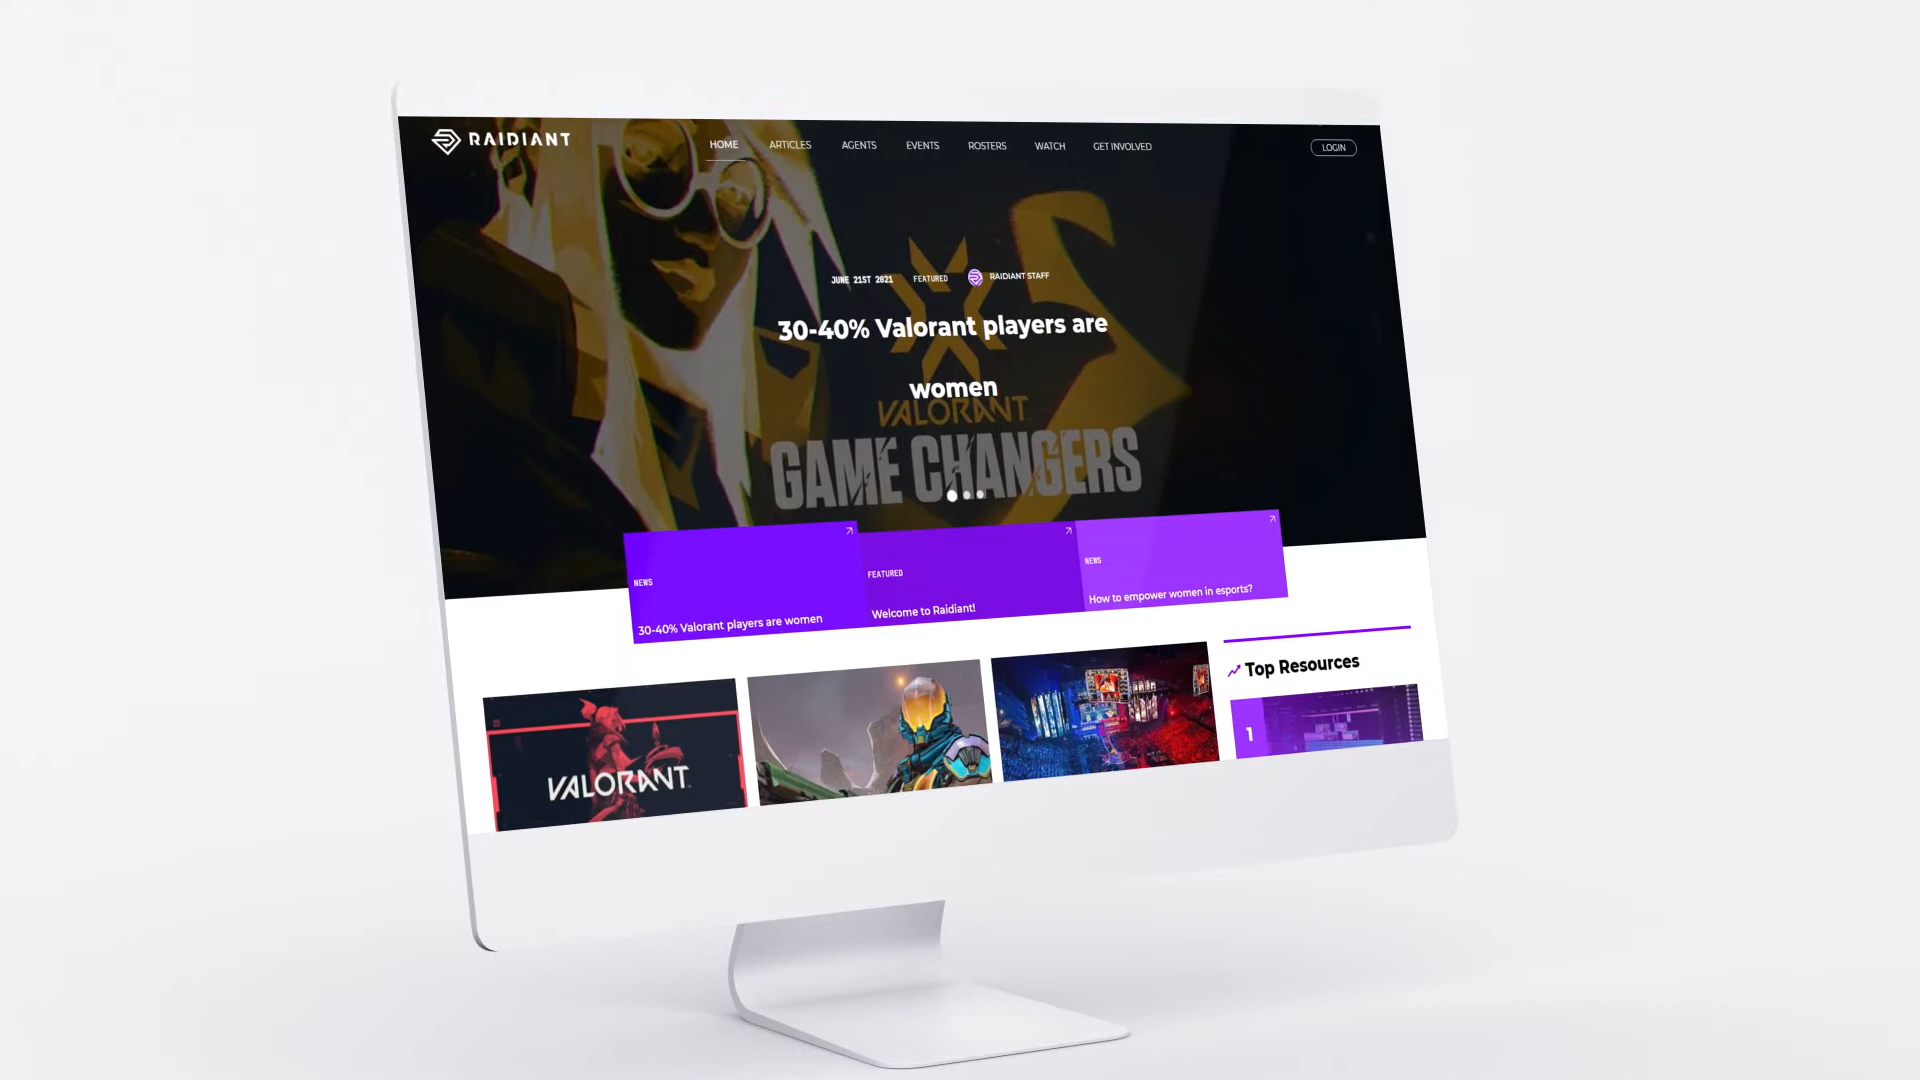 RAIDIANT
HOME ARTICLES AGENTS EVENTS ROSTERS WATCH GET INVOLVED LOGIN
JUNE 21ST 2021 FEATURED RAIDIANT STAFF
30-40% Valorant players are
women
VALORANT
GAME CHANGERS
NEWS
30-40% Valorant players are women
FEATURED
Welcome to Raidiant!
NEWS
How to empower women in esports?
VALORANT
Top Resources
1